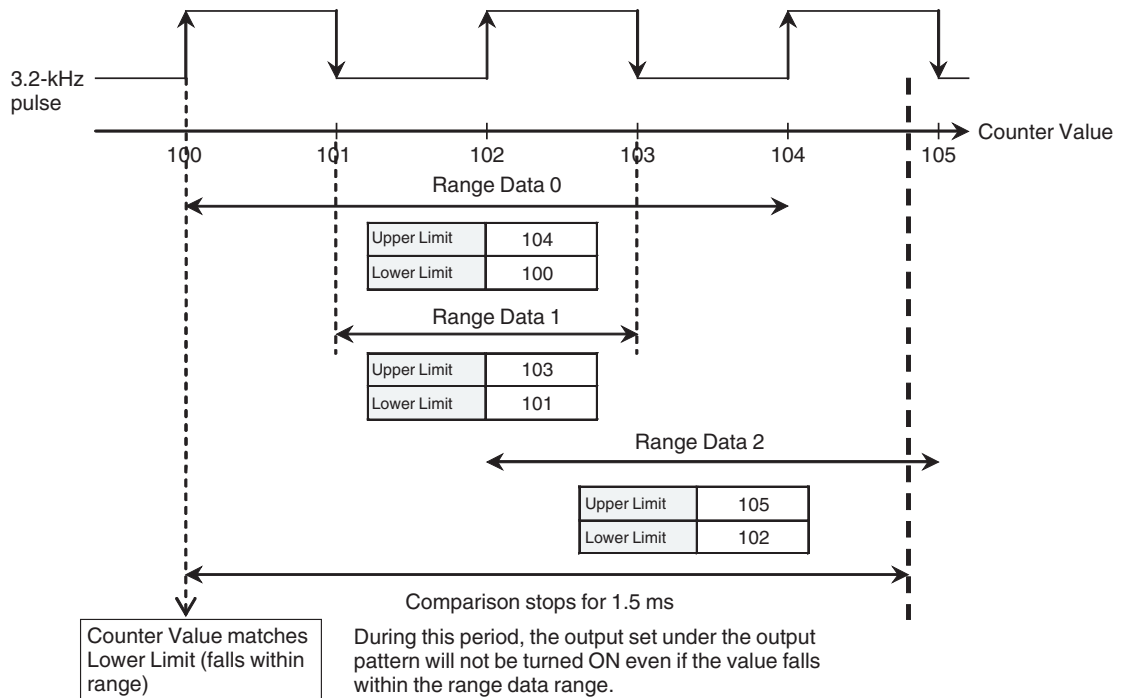 3.2-kHz
pulse
Counter Value
100 101 102 103 104 105
Range Data 0
Upper Limit 104
Lower Limit 100
Range Data 1
Upper Limit 103
Lower Limit 101
Range Data 2
Upper Limit 105
Lower Limit 102
Comparison stops for 1.5 ms
Counter Value matches
Lower Limit (falls within
range)
During this period, the output set under the output
pattern will not be turned ON even if the value falls
within the range data range.